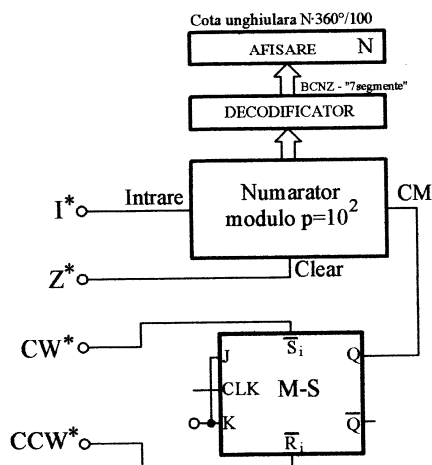 Cota unghiulara N·360°/100
AFISARE N
BCNZ - "7segmente"
DECODIFICATOR
Numarator
modulo p=10²
Intrare
CM
I*
Clear
Z*
CW*
S̅i
J
Q
CLK
M-S
K
Q̅
CCW*
R̅i